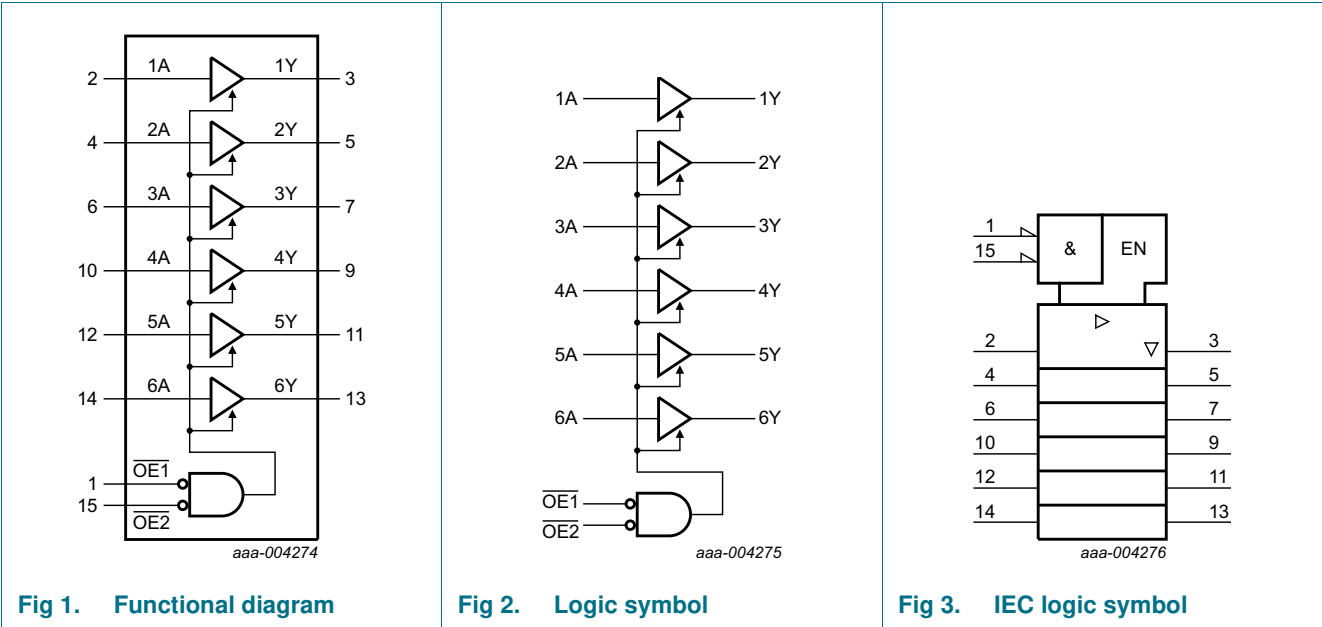 2 1A 1Y 3
4 2A 2Y 5
6 3A 3Y 7
10 4A 4Y 9
12 5A 5Y 11
14 6A 6Y 13
OE1
1
15
OE2
aaa-004274
Fig 1. Functional diagram
1A 1Y
2A 2Y
3A 3Y
4A 4Y
5A 5Y
6A 6Y
OE1
OE2
aaa-004275
Fig 2. Logic symbol
1
15
& EN
2 3
4 5
6 7
10 9
12 11
14 13
aaa-004276
Fig 3. IEC logic symbol